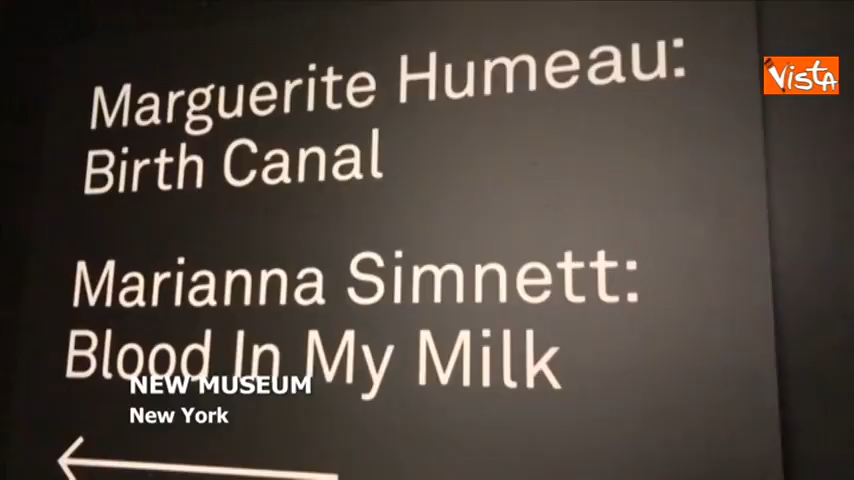 Marguerite Humeau:
Birth Canal
Marianna Simnett:
Blood In My Milk
NEW MUSEUM
New York
VISTA